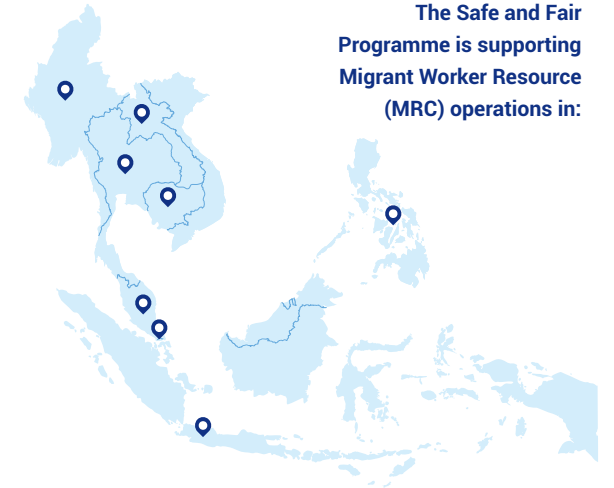 The Safe and Fair
Programme is supporting
Migrant Worker Resource
(MRC) operations in: